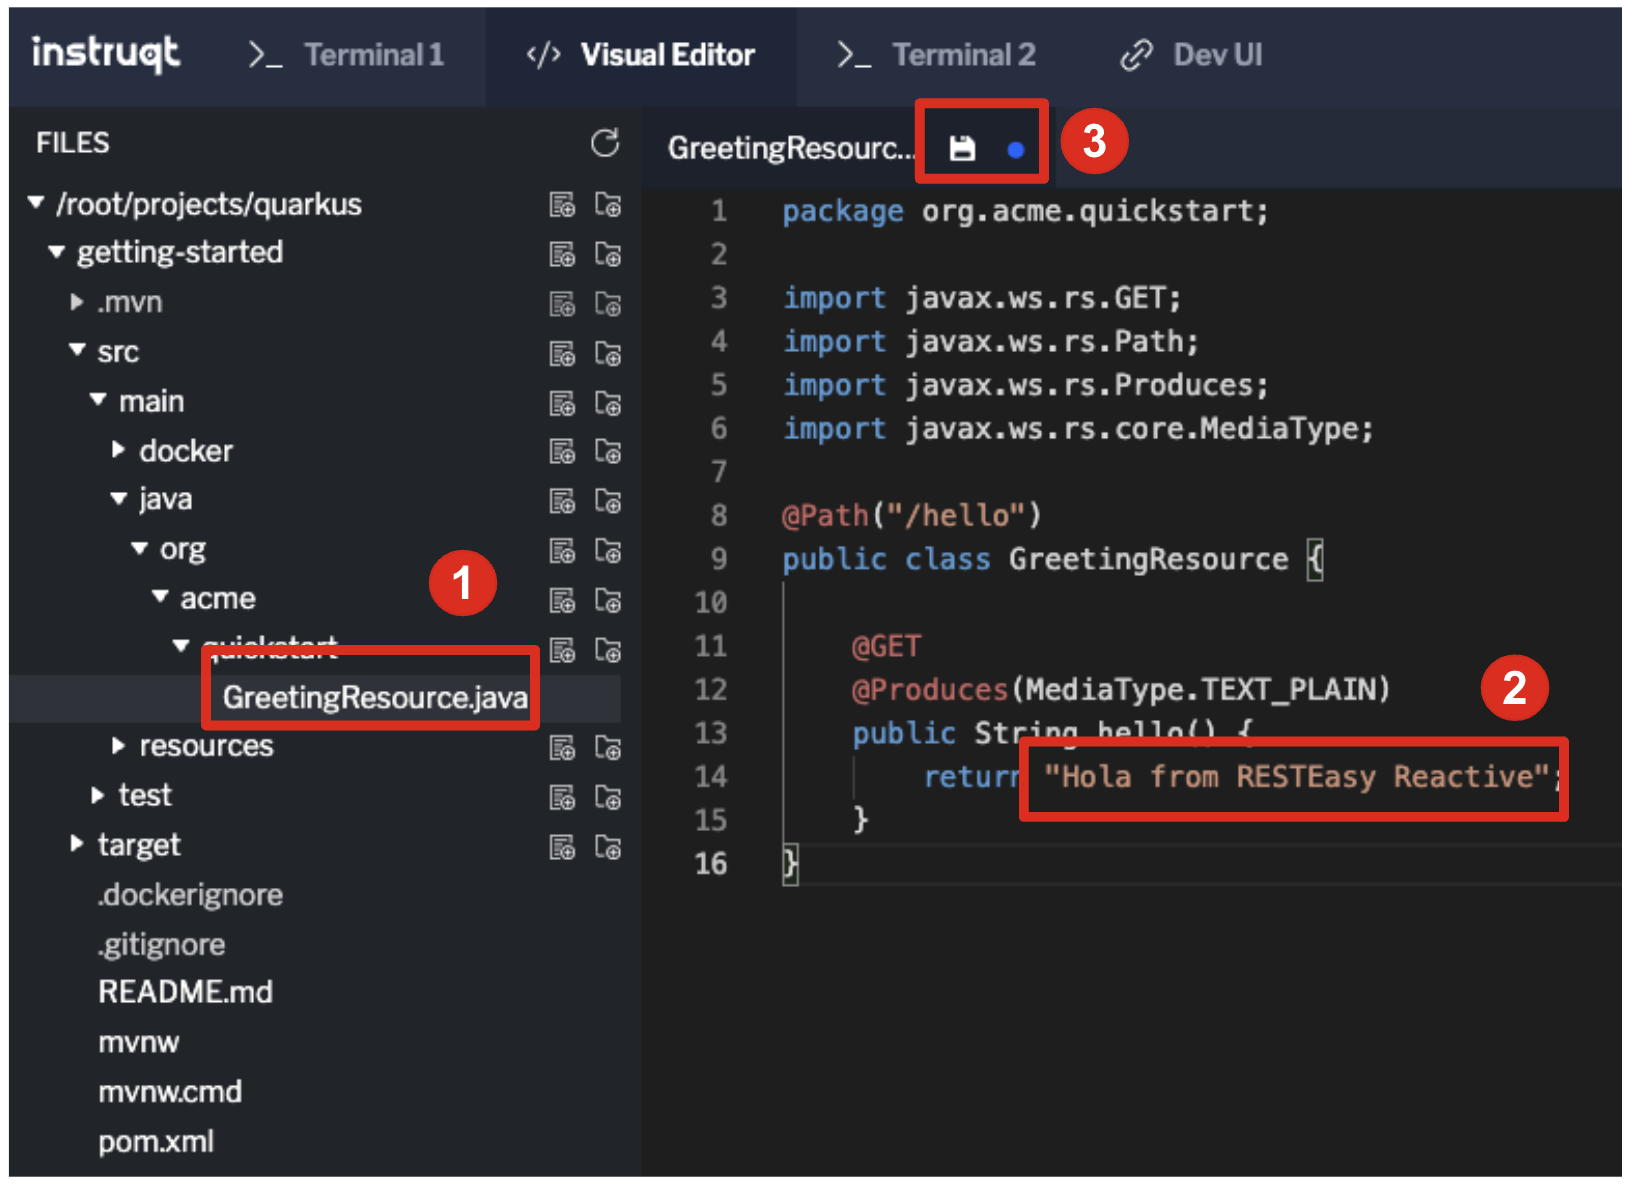 instruqt >_ Terminal 1 </> Visual Editor >_ Terminal 2 Dev UI
FILES
/root/projects/quarkus
getting-started
.mvn
src
main
docker
java
org
acme
quickstart
GreetingResource.java
resources
test
target
.dockerignore
.gitignore
README.md
mvnw
mvnw.cmd
pom.xml
1
GreetingResourc...
3
1 package org.acme.quickstart;
2
3 import javax.ws.rs.GET;
4 import javax.ws.rs.Path;
5 import javax.ws.rs.Produces;
6 import javax.ws.rs.core.MediaType;
7
8 @Path("/hello")
9 public class GreetingResource {
10
11 @GET
12 @Produces(MediaType.TEXT_PLAIN)
13 public String hello() {
14 return "Hola from RESTEasy Reactive";
15 }
16 }
2